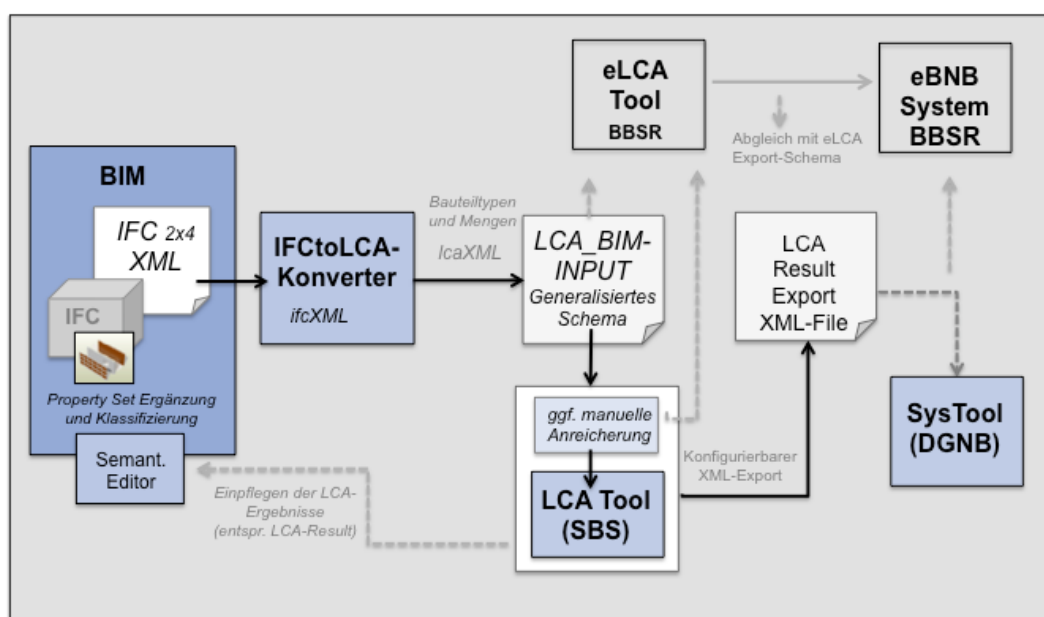 BIM
IFC 2x4
XML
IFC
Property Set Ergänzung
und Klassifizierung
Semant.
Editor
IFCtoLCA-
Konverter
ifcXML
Bauteiltypen
und Mengen
lcaXML
LCA_BIM-
INPUT
Generalisiertes
Schema
eLCA
Tool
BBSR
Abgleich mit eLCA
Export-Schema
eBNB
System
BBSR
LCA
Result
Export
XML-File
ggf. manuelle
Anreicherung
LCA Tool
(SBS)
Konfigurierbarer
XML-Export
SysTool
(DGNB)
Einpflegen der LCA-
Ergebnisse
(entspr. LCA-Result)